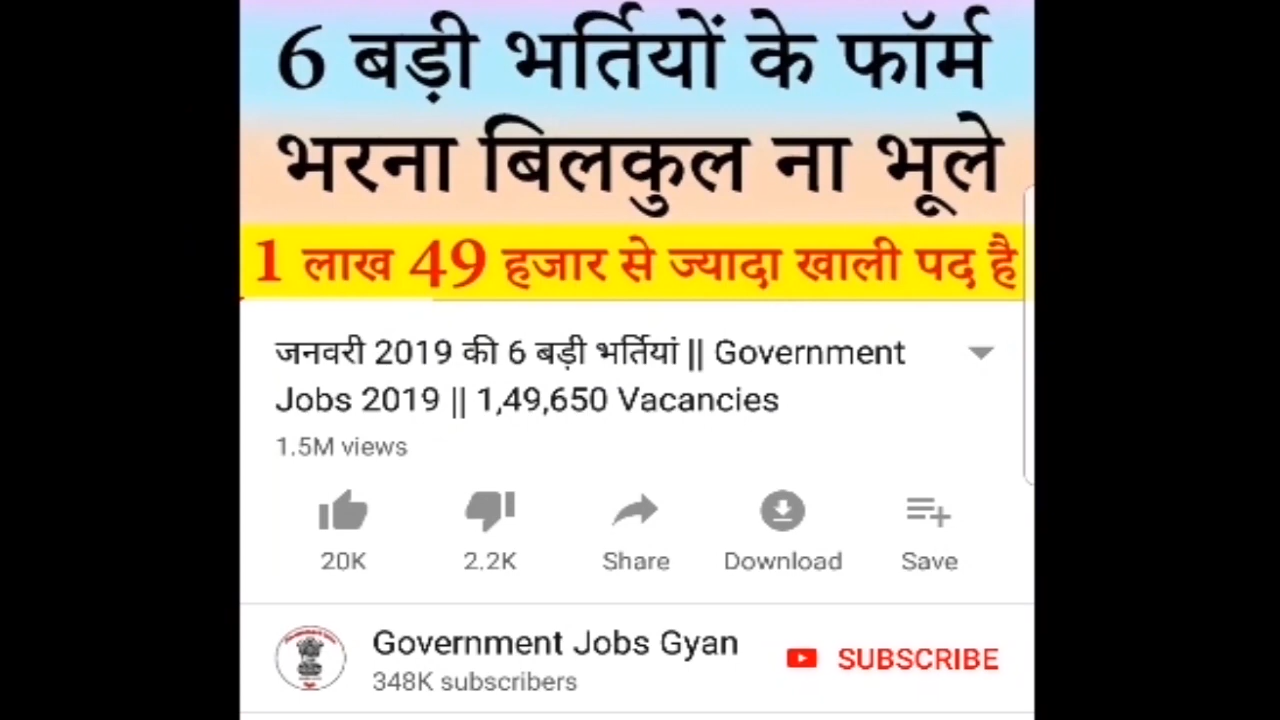 6 बड़ी भर्तियों के फॉर्म
भरना बिलकुल ना भूले
1 लाख 49 हजार से ज्यादा खाली पद है
जनवरी 2019 की 6 बड़ी भर्तियां || Government
Jobs 2019 || 1,49,650 Vacancies
1.5M views
20K 2.2K Share Download Save
Government Jobs Gyan
348K subscribers
SUBSCRIBE